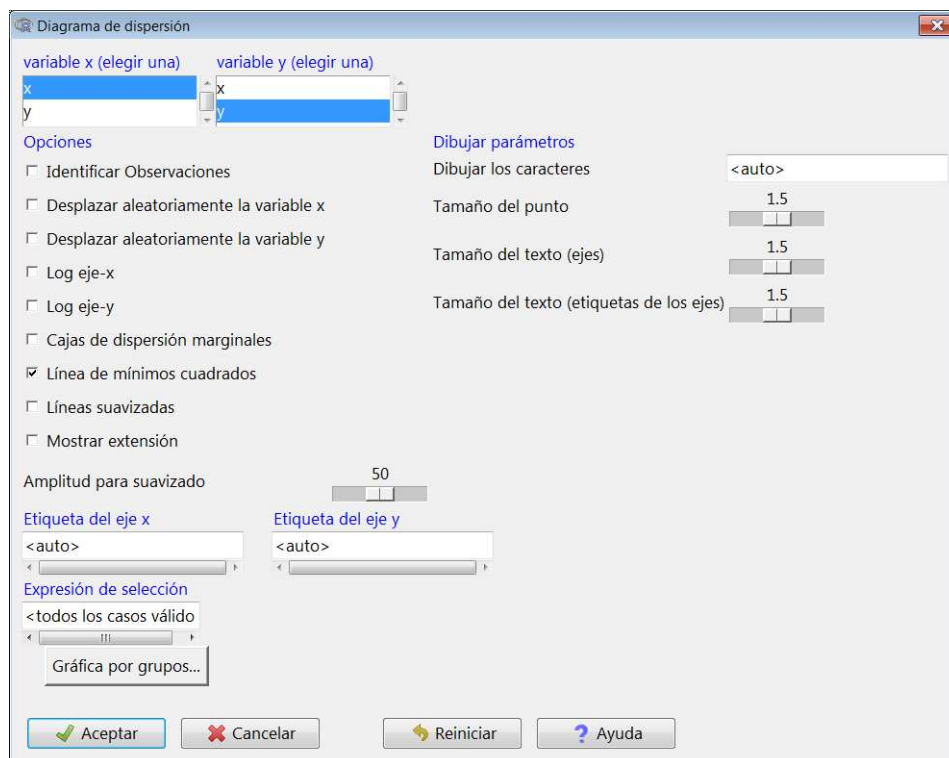 Diagrama de dispersión
variable x (elegir una) variable y (elegir una)
x x
y y
Opciones Dibujar parámetros
Identificar Observaciones Dibujar los caracteres <auto>
Desplazar aleatoriamente la variable x Tamaño del punto 1.5
Desplazar aleatoriamente la variable y Tamaño del texto (ejes) 1.5
Log eje-x
Log eje-y Tamaño del texto (etiquetas de los ejes) 1.5
Cajas de dispersión marginales
Línea de mínimos cuadrados
Líneas suavizadas
Mostrar extensión
Amplitud para suavizado 50
Etiqueta del eje x Etiqueta del eje y
<auto> <auto>
Expresión de selección
<todos los casos válido
Gráfica por grupos...
Aceptar Cancelar Reiniciar Ayuda